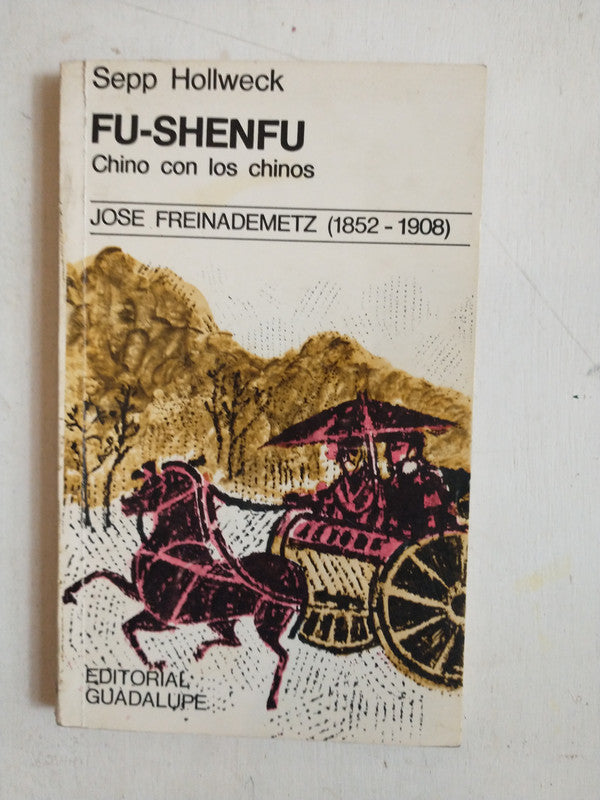 Sepp Hollweck
FU-SHENFU
Chino con los chinos
JOSE FREINADEMETZ (1852-1908)
EDITORIAL
GUADALUPE